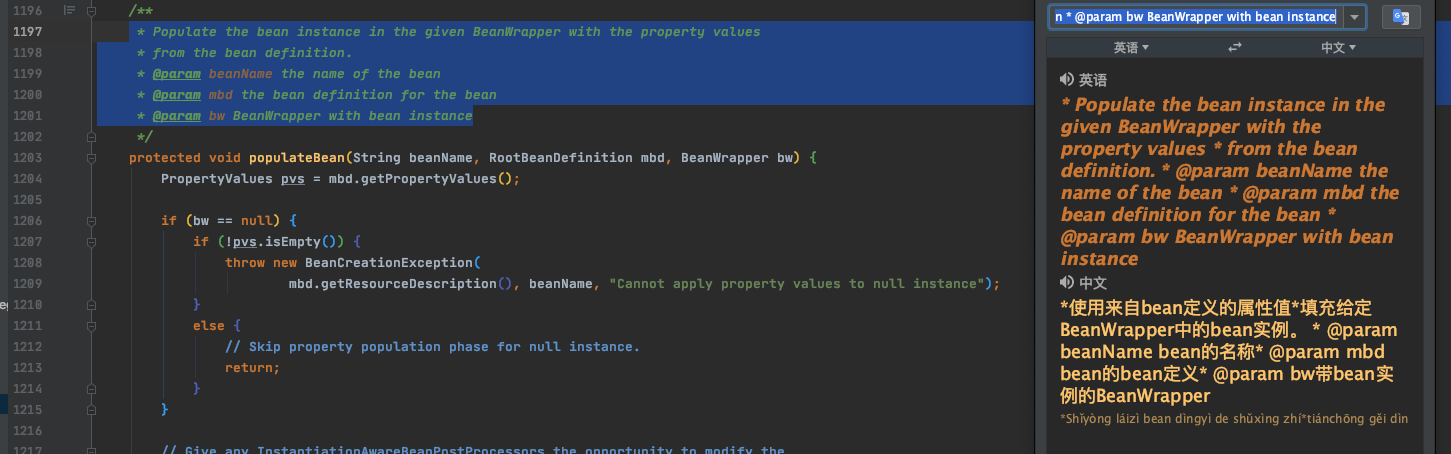 1196 /**
1197 * Populate the bean instance in the given BeanWrapper with the property values
1198 * from the bean definition.
1199 * @param beanName the name of the bean
1200 * @param mbd the bean definition for the bean
1201 * @param bw BeanWrapper with bean instance
1202 */
1203 protected void populateBean(String beanName, RootBeanDefinition mbd, BeanWrapper bw) {
1204 PropertyValues pvs = mbd.getPropertyValues();
1205
1206 if (bw == null) {
1207 if (!pvs.isEmpty()) {
1208 throw new BeanCreationException(
1209 mbd.getResourceDescription(), beanName, "Cannot apply property values to null instance");
1210 }
1211 else {
1212 // Skip property population phase for null instance.
1213 return;
1214 }
1215 }
1216
1217 // Give any InstantiationAwareBeanPostProcessors the opportunity to modify the
n * @param bw BeanWrapper with bean instance
英语 中文
英语
* Populate the bean instance in the
given BeanWrapper with the
property values * from the bean
definition. * @param beanName the
name of the bean * @param mbd the
bean definition for the bean *
@param bw BeanWrapper with bean
instance
中文
*使用来自bean定义的属性值*填充给定
BeanWrapper中的bean实例。 * @param
beanName bean的名称* @param mbd
bean的bean定义* @param bw带bean实
例的BeanWrapper
*Shǐyòng láizì bean dìngyì de shǔxìng zhí*tiánchōng gěi dìn